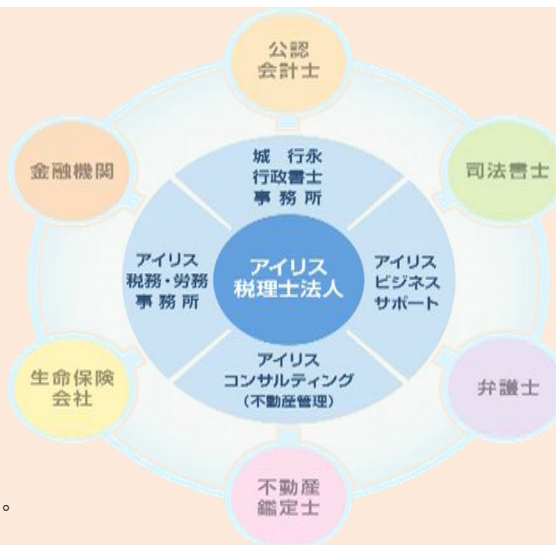 公認
会計士
金融機関
司法書士
城 行永
行政書士
事務所
アイリス
税務・労務
事務所
アイリス
税理士法人
アイリス
ビジネス
サポート
アイリス
コンサルティング
(不動産管理)
生命保険
会社
弁護士
不動産
鑑定士
。